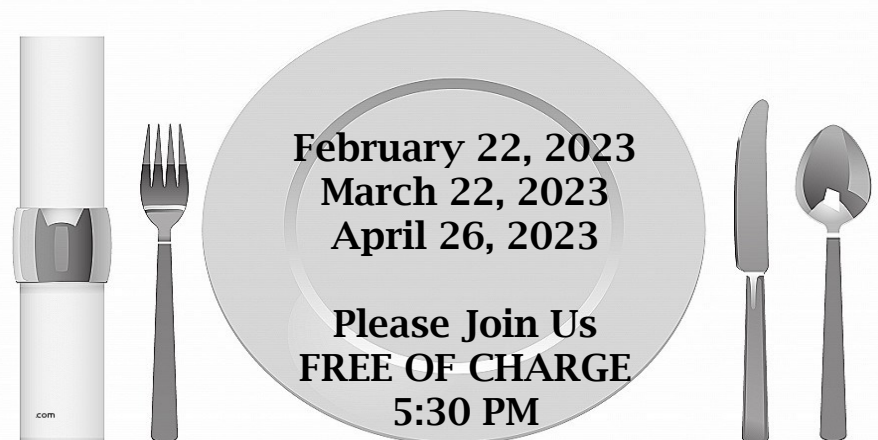 February 22, 2023
March 22, 2023
April 26, 2023
Please Join Us
FREE OF CHARGE
5:30 PM
.com